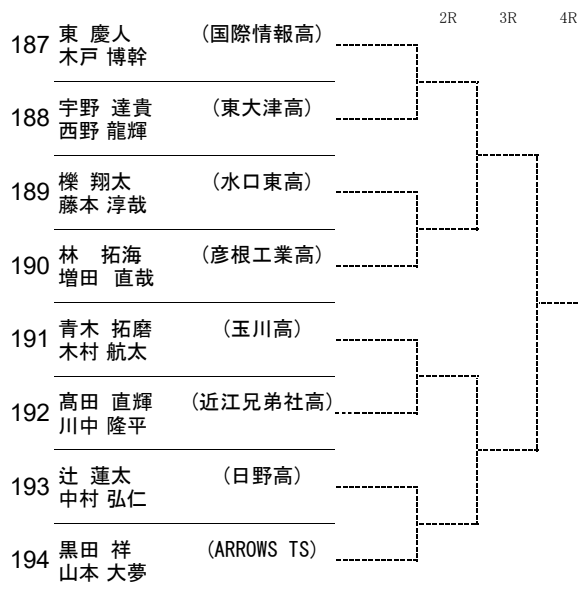 2R 3R 4R
187 東 慶人 (国際情報高)
木戸 博幹
188 宇野 達貴 (東大津高)
西野 龍輝
189 櫟 翔太 (水口東高)
藤本 淳哉
190 林 拓海 (彦根工業高)
増田 直哉
191 青木 拓磨 (玉川高)
木村 航太
192 髙田 直輝 (近江兄弟社高)
川中 隆平
193 辻 蓮太 (日野高)
中村 弘仁
194 黒田 祥 (ARROWS TS)
山本 大夢